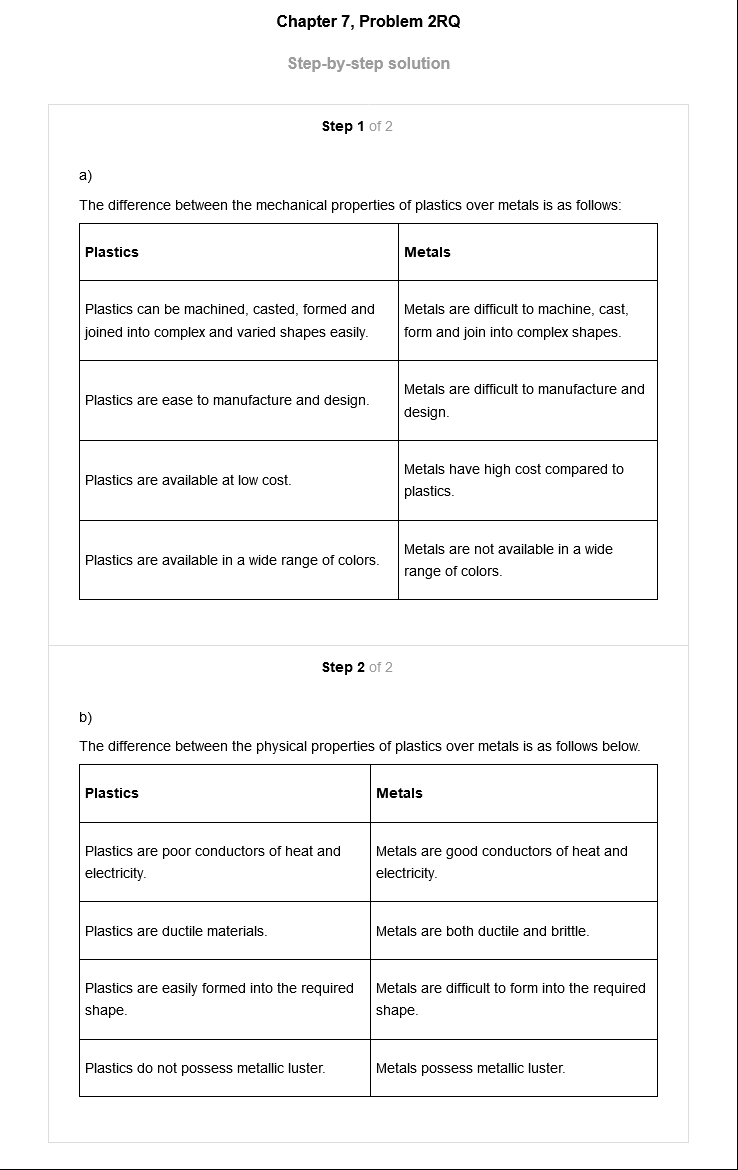 Chapter 7, Problem 2RQ
Step-by-step solution
Step 1 of 2
a)
The difference between the mechanical properties of plastics over metals is as follows:
Plastics
Metals
Plastics can be machined, casted, formed and
joined into complex and varied shapes easily.
Metals are difficult to machine, cast,
form and join into complex shapes.
Plastics are ease to manufacture and design.
Metals are difficult to manufacture and
design.
Plastics are available at low cost.
Metals have high cost compared to
plastics.
Plastics are available in a wide range of colors.
Metals are not available in a wide
range of colors.
Step 2 of 2
b)
The difference between the physical properties of plastics over metals is as follows below.
Plastics
Metals
Plastics are poor conductors of heat and
electricity.
Metals are good conductors of heat and
electricity.
Plastics are ductile materials.
Metals are both ductile and brittle.
Plastics are easily formed into the required
shape.
Metals are difficult to form into the required
shape.
Plastics do not possess metallic luster.
Metals possess metallic luster.